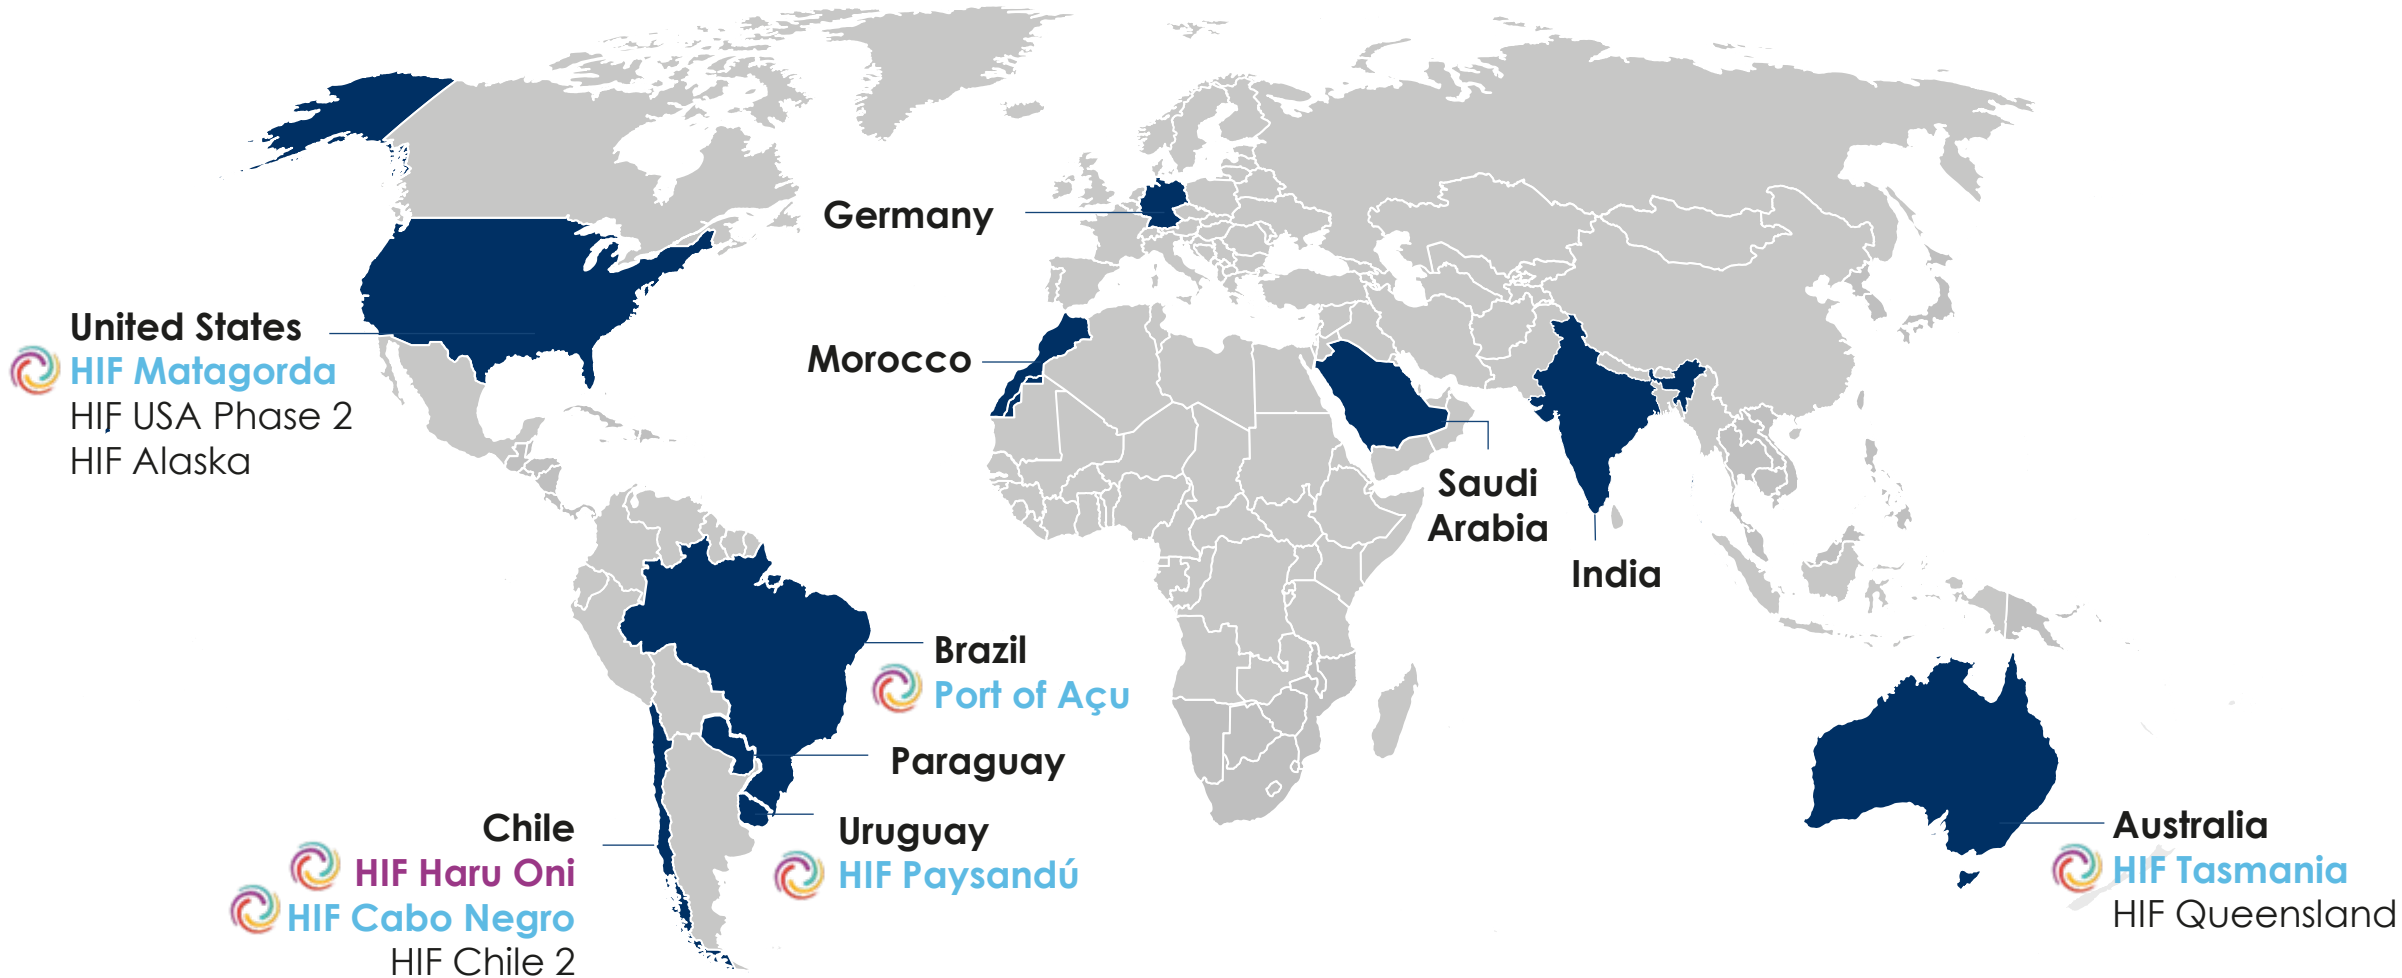 Germany
United States
HIF Matagorda
HIF USA Phase 2
HIF Alaska
Morocco
Saudi
Arabia
India
Brazil
Port of Açu
Paraguay
Chile
HIF Haru Oni
HIF Cabo Negro
HIF Chile 2
Uruguay
HIF Paysandú
Australia
HIF Tasmania
HIF Queensland